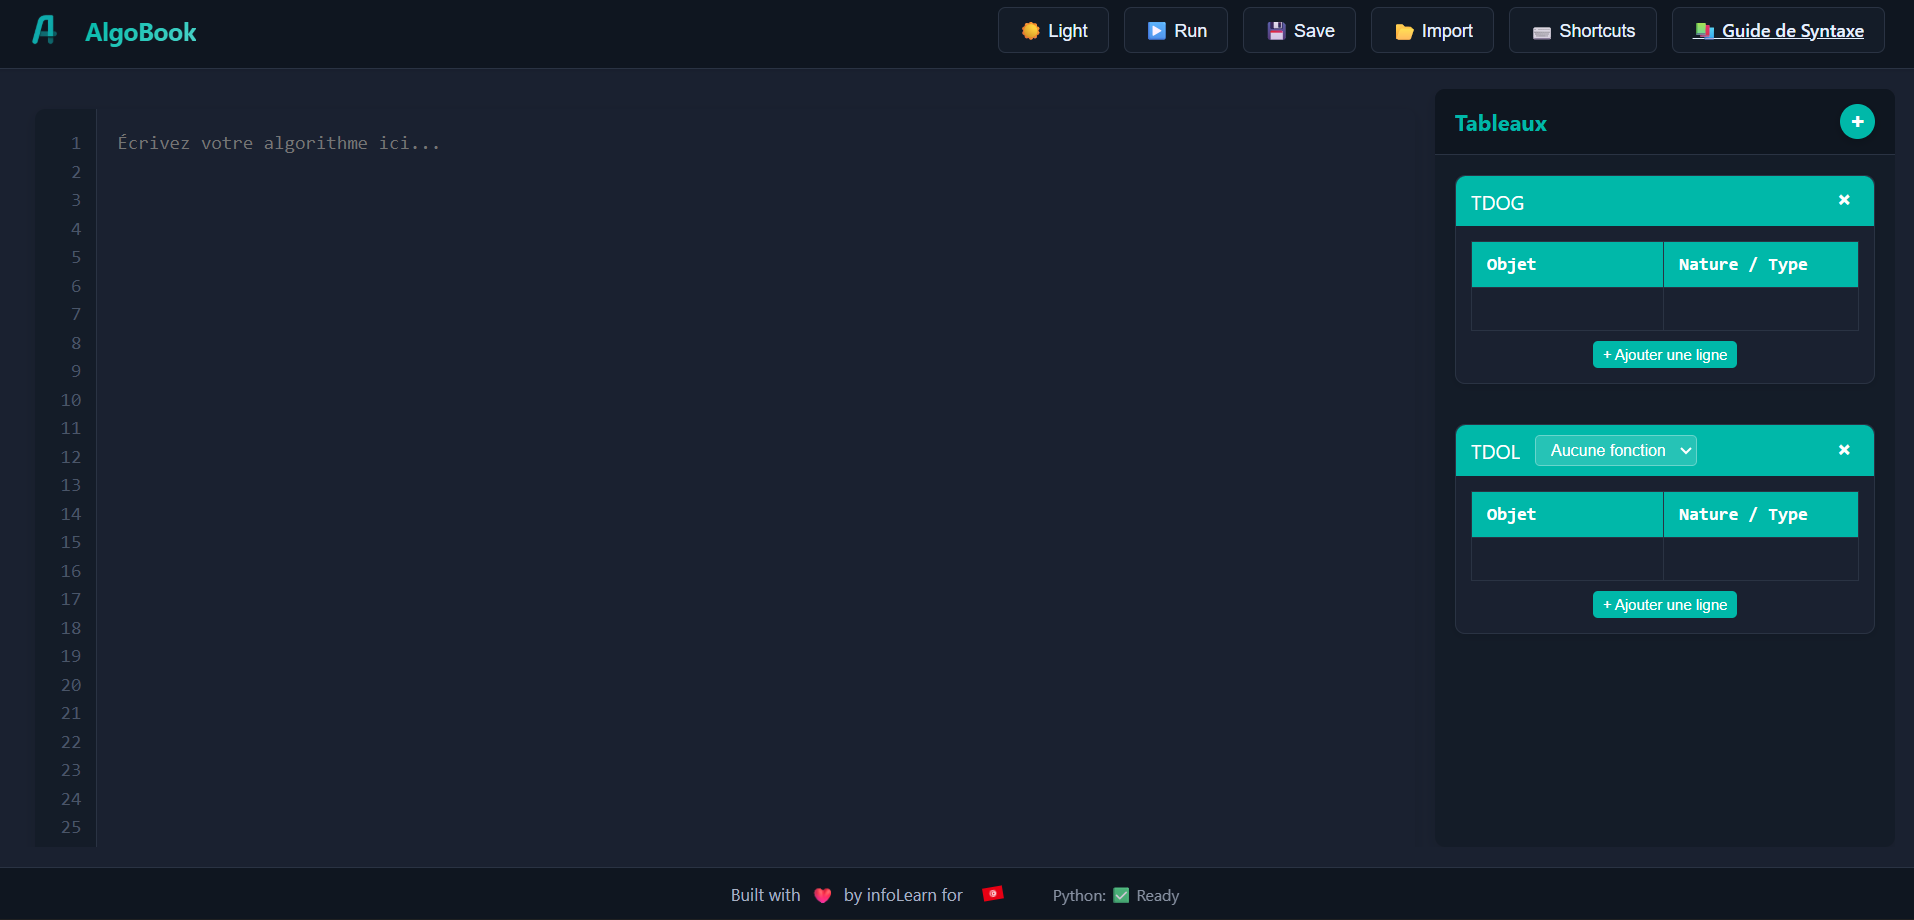 AlgoBook
Light
Run
Save
Import
Shortcuts
Guide de Syntaxe
1
2
3
4
5
6
7
8
9
10
11
12
13
14
15
16
17
18
19
20
21
22
23
24
25
Écrivez votre algorithme ici...
Tableaux
+
TDOG
Objet
Nature / Type
+ Ajouter une ligne
TDOL
Aucune fonction
Objet
Nature / Type
+ Ajouter une ligne
Built with by infoLearn for
Python: Ready